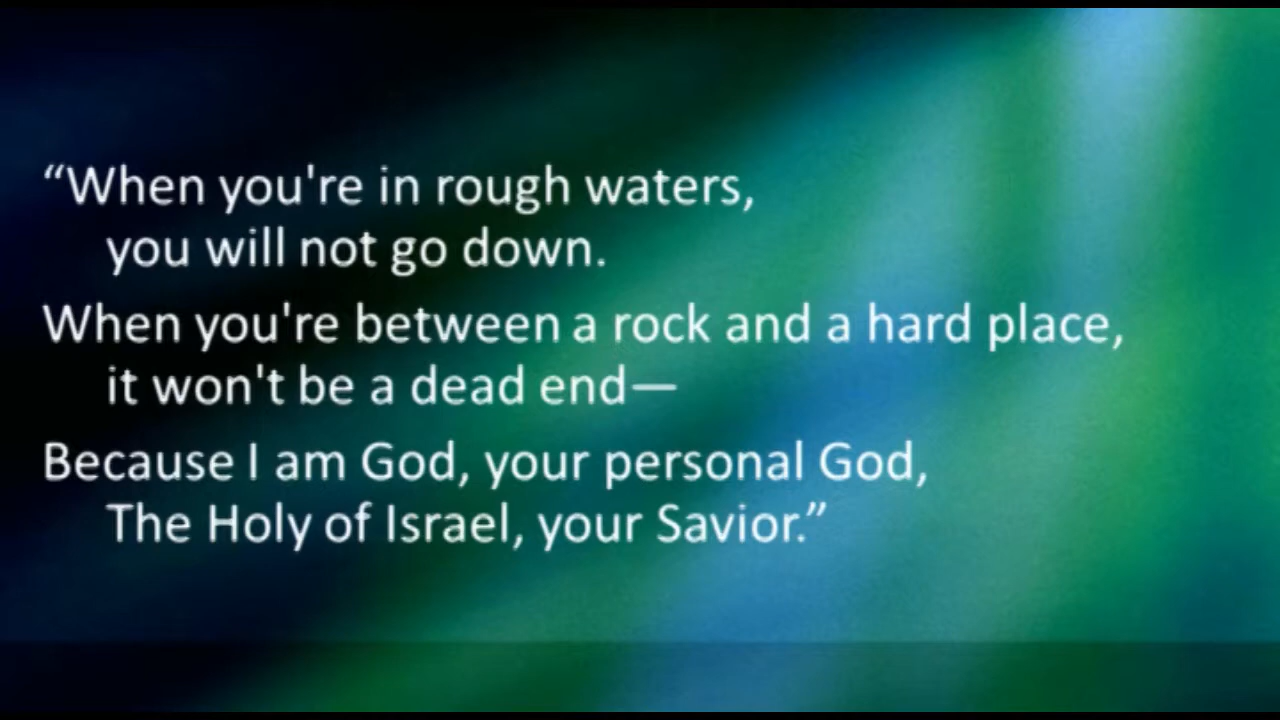 “When you're in rough waters,
you will not go down.
When you're between a rock and a hard place,
it won't be a dead end—
Because I am God, your personal God,
The Holy of Israel, your Savior.”